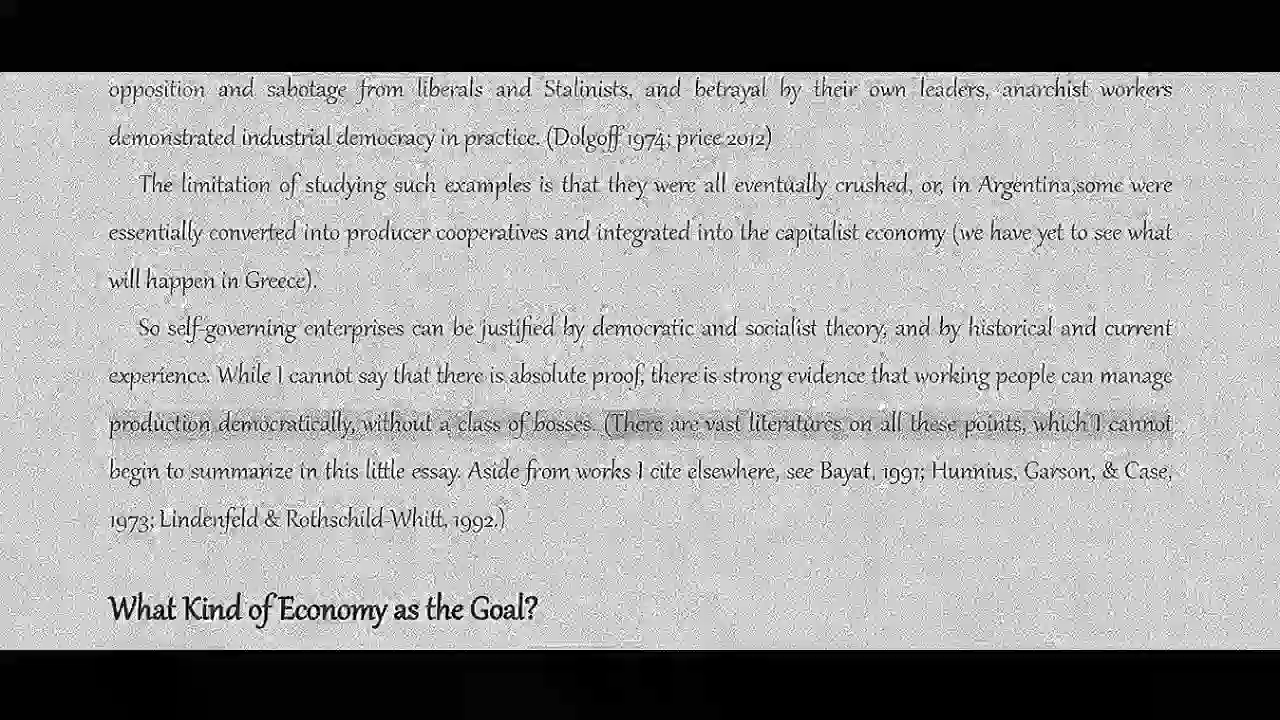 opposition and sabotage from liberals and Stalinists, and betrayal by their own leaders, anarchist workers
demonstrated industrial democracy in practice. (Dolgoff 1974; price 2012)
The limitation of studying such examples is that they were all eventually crushed, or, in Argentina,some were
essentially converted into producer cooperatives and integrated into the capitalist economy (we have yet to see what
will happen in Greece).
So self-governing enterprises can be justified by democratic and socialist theory, and by historical and current
experience. While I cannot say that there is absolute proof, there is strong evidence that working people can manage
production democratically, without a class of bosses. (There are vast literatures on all these points, which I cannot
begin to summarize in this little essay. Aside from works I cite elsewhere, see Bayat, 1991; Hunnius, Garson, & Case,
1973; Lindenfeld & Rothschild-Whitt, 1992.)
What Kind of Economy as the Goal?